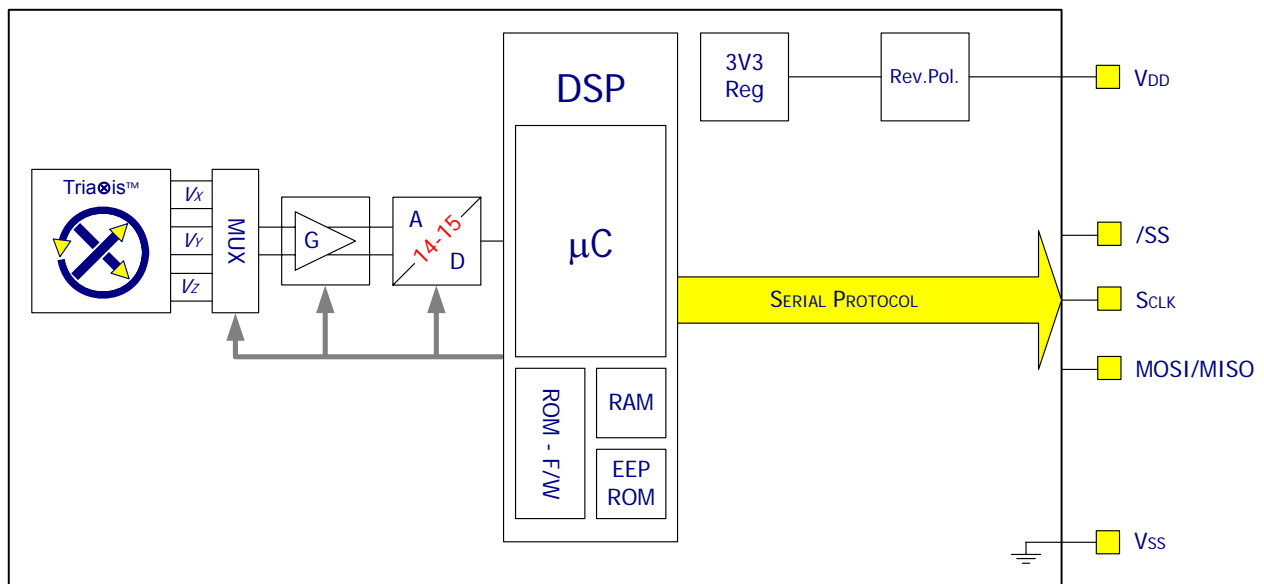 Tria⊗is™
VX
VY
VZ
MUX
G
A
14-15
D
DSP
μC
ROM - F/W
RAM
EEP
ROM
3V3
Reg
Rev.Pol.
SERIAL PROTOCOL
VDD
/SS
SCLK
MOSI/MISO
VSS